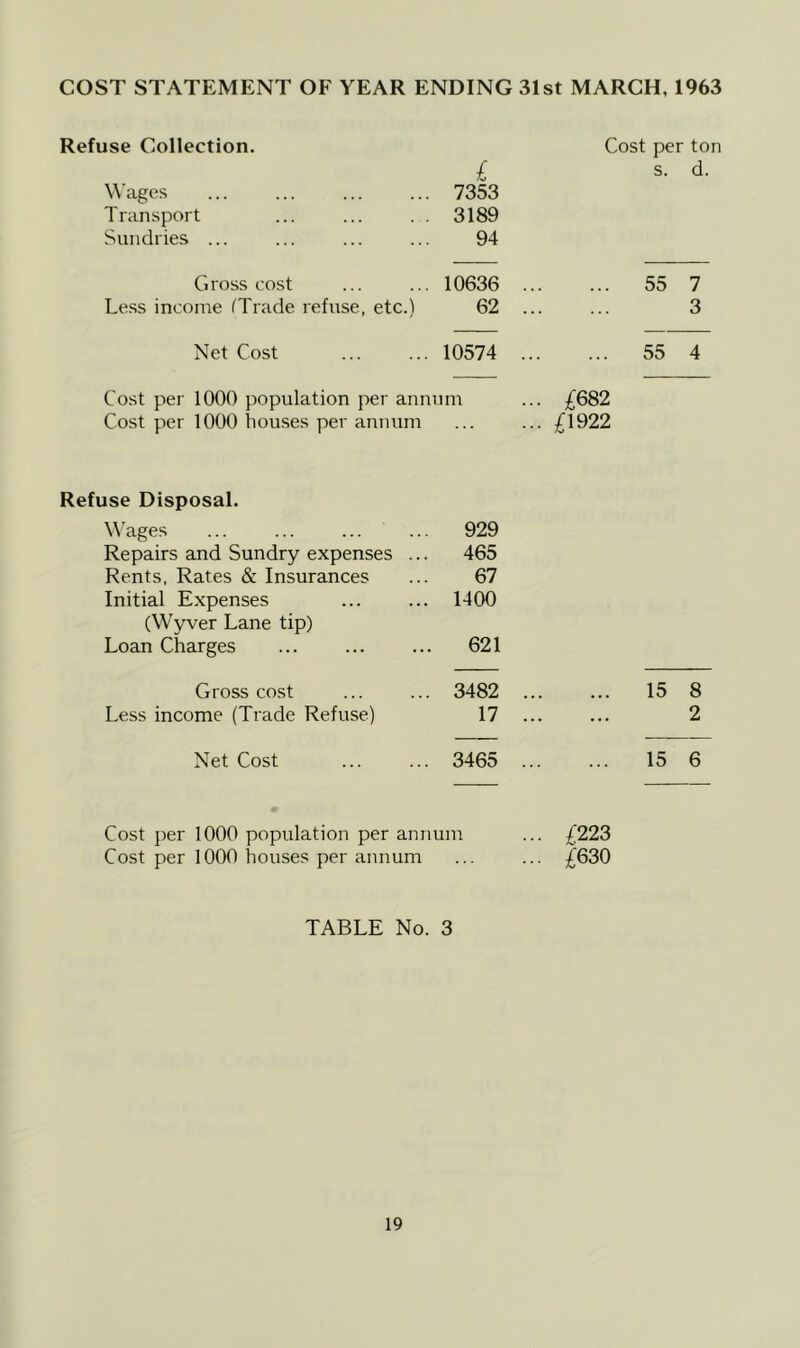 COST STATEMENT OF YEAR ENDING 31st MARCH, 1963
Refuse Collection. Cost per ton
£ s. d.
Wages ... ... ... ... 7353
Transport ... ... ... 3189
Sundries ... ... ... ... 94
Gross cost ... ... 10636 ... ... 55 7
Less income (Trade refuse, etc.) 62 ... ... 3
Net Cost ... ... 10574 ... ... 55 4
Cost per 1000 population per annum ... £682
Cost per 1000 houses per annum ... ... £1922
Refuse Disposal.
Wages ... ... ... ... 929
Repairs and Sundry expenses ... 465
Rents, Rates & Insurances ... 67
Initial Expenses ... ... 1400
(Wyver Lane tip)
Loan Charges ... ... ... 621
Gross cost ... ... 3482 ... ... 15 8
Less income (Trade Refuse) 17 ... ... 2
Net Cost ... ... 3465 ... ... 15 6
Cost per 1000 population per annum ... £223
Cost per 1000 houses per annum ... ... £630
TABLE No. 3
19